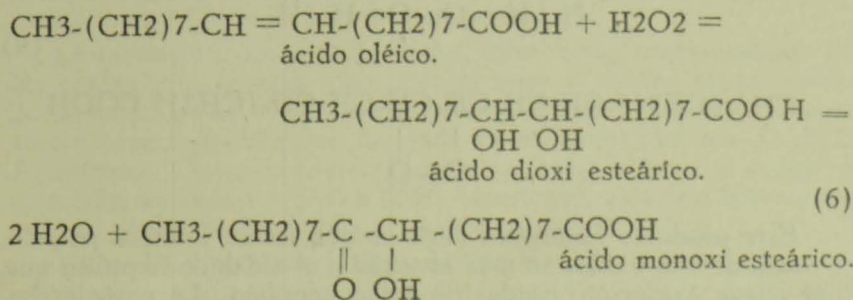 CH3-(CH2)7-CH = CH-(CH2)7-COOH + H2O2 =
ácido oléico.
CH3-(CH2)7-CH-CH-(CH2)7-COO H =
OH OH
ácido dioxi esteárico.
(6)
2 H2O + CH3-(CH2)7-C -CH -(CH2)7-COOH
|| | ácido monoxi esteárico.
O OH